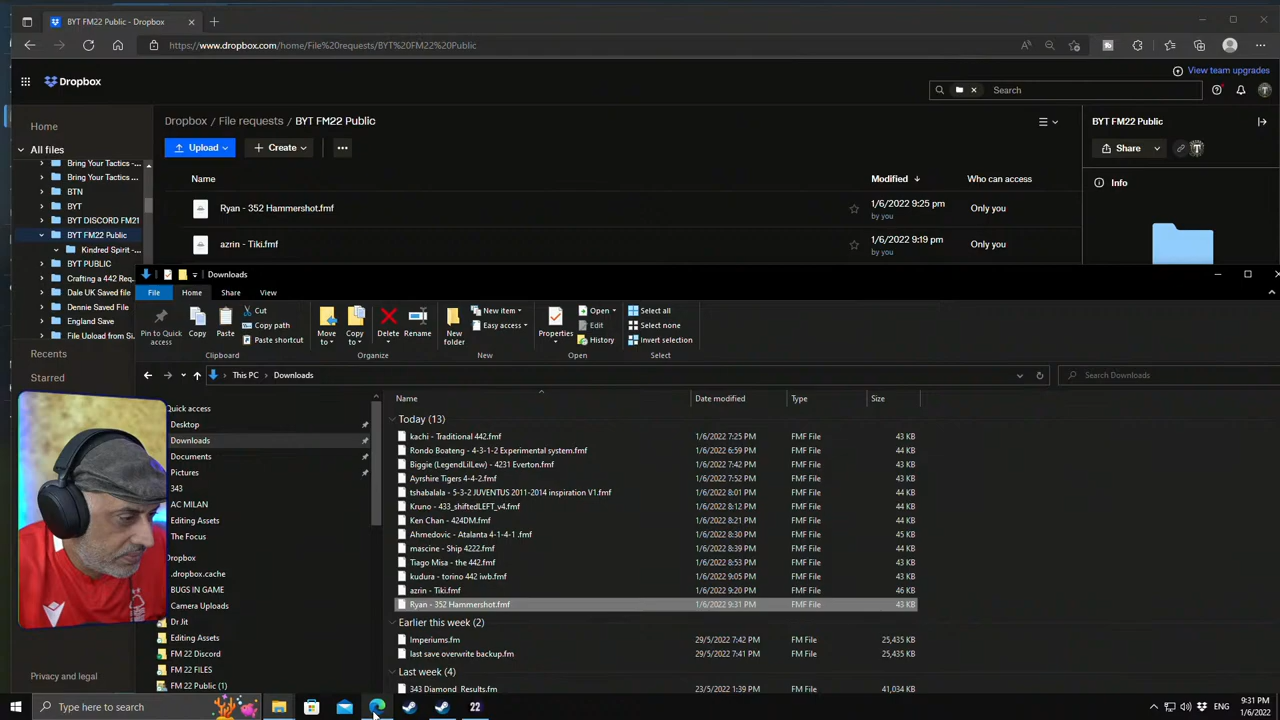 BYT FM22 Public - Dropbox
https://www.dropbox.com/home/File%20requests/BYT%20FM22%20Public
Dropbox
View team upgrades
Search
Home
All files
Bring Your Tactics ...
Bring Your Tactics ...
BTN
BYT
BYT DISCORD FM21
BYT FM22 Public
Kindred Spirit -...
BYT PUBLIC
Crafting a 442 Req...
Dale UK Saved file
Dennie Saved File
England Save
File Upload from Si...
Recents
Starred
Privacy and legal
Dropbox / File requests / BYT FM22 Public
Upload
Create
Name
Modified
Who can access
Ryan - 352 Hammershot.fmf
1/6/2022 9:25 pm
by you
Only you
azrin - Tiki.fmf
1/6/2022 9:19 pm
by you
Only you
BYT FM22 Public
Share
T
Info
Downloads
File
Home
Share
View
Pin to Quick access
Copy
Paste
Cut
Copy path
Paste shortcut
Clipboard
Move to
Copy to
Delete
Rename
Organize
New folder
New item
Easy access
New
Properties
Open
Edit
History
Open
Select all
Select none
Invert selection
Select
This PC
Downloads
Search Downloads
Quick access
Desktop
Downloads
Documents
Pictures
343
AC MILAN
Editing Assets
The Focus
Dropbox
.dropbox.cache
BUGS IN GAME
Camera Uploads
Dr Jit
Editing Assets
FM 22 Discord
FM22 FILES
FM 22 Public (1)
Name
Date modified
Type
Size
Today (13)
kachi - Traditional 442.fmf 1/6/2022 7:25 PM FMF File 43 KB
Rondo Boateng - 4-3-1-2 Experimental system.fmf 1/6/2022 6:59 PM FMF File 44 KB
Biggie (LegendLilLew) - 4231 Everton.fmf 1/6/2022 7:42 PM FMF File 43 KB
Ayrshire Tigers 4-4-2.fmf 1/6/2022 7:52 PM FMF File 44 KB
tshabalala - 5-3-2 JUVENTUS 2011-2014 inspiration V1.fmf 1/6/2022 8:01 PM FMF File 44 KB
Kruno - 433_shiftedLEFT_v4.fmf 1/6/2022 8:12 PM FMF File 44 KB
Ken Chan - 424DM.fmf 1/6/2022 8:21 PM FMF File 44 KB
Ahmedovic - Atalanta 4-1-4-1 .fmf 1/6/2022 8:30 PM FMF File 45 KB
mascine - Ship 4222.fmf 1/6/2022 8:39 PM FMF File 44 KB
Tiago Misa - the 442.fmf 1/6/2022 8:53 PM FMF File 43 KB
kudura - torino 442 iwb.fmf 1/6/2022 9:05 PM FMF File 43 KB
azrin - Tiki.fmf 1/6/2022 9:20 PM FMF File 46 KB
Ryan - 352 Hammershot.fmf 1/6/2022 9:31 PM FMF File 43 KB
Earlier this week (2)
Imperiums.fm 29/5/2022 7:42 PM FM File 25,435 KB
last save overwrite backup.fm 29/5/2022 7:41 PM FM File 25,435 KB
Last week (4)
343 Diamond_Results.fm 23/5/2022 1:39 PM FM File 41,034 KB
Type here to search
22
ENG
9:31 PM
1/6/2022